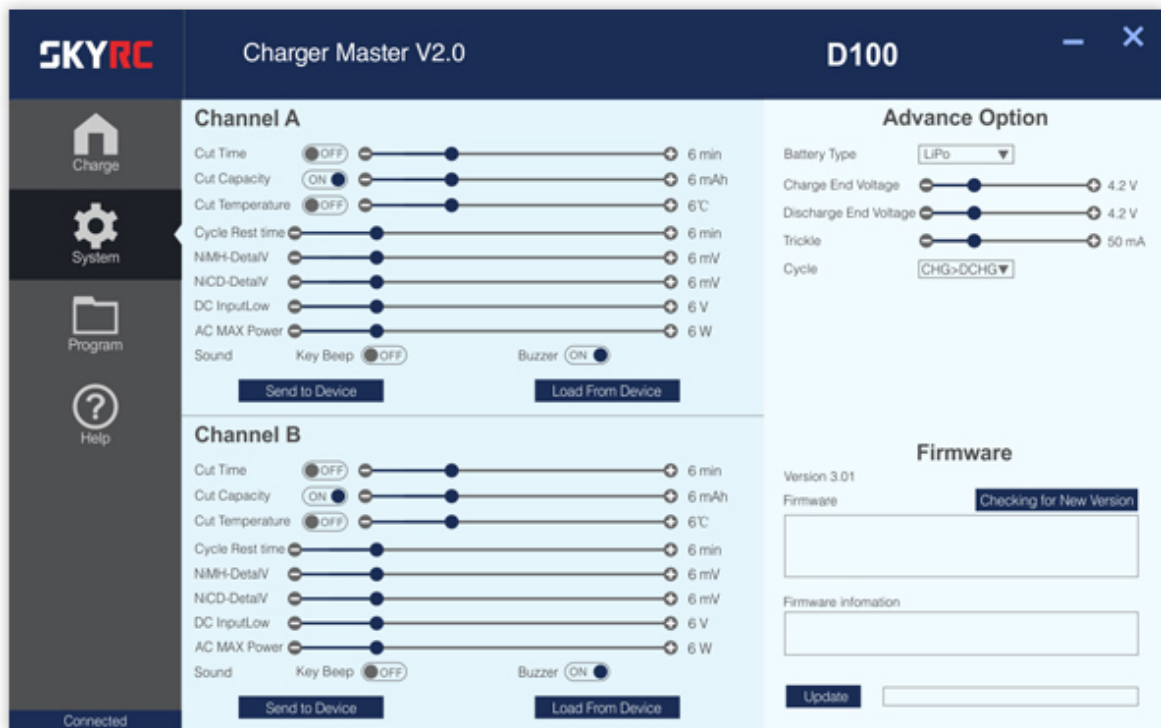 SKYRC
Charger Master V2.0
D100
Charge
System
Program
Help
Connected
Channel A
Cut Time OFF 6 min
Cut Capacity ON 6 mAh
Cut Temperature OFF 6℃
Cycle Rest time 6 min
NiMH-DetalV 6 mV
NiCD-DetalV 6 mV
DC InputLow 6 V
AC MAX Power 6 W
Sound Key Beep OFF Buzzer ON
Send to Device Load From Device
Channel B
Cut Time OFF 6 min
Cut Capacity ON 6 mAh
Cut Temperature OFF 6℃
Cycle Rest time 6 min
NiMH-DetalV 6 mV
NiCD-DetalV 6 mV
DC InputLow 6 V
AC MAX Power 6 W
Sound Key Beep OFF Buzzer ON
Send to Device Load From Device
Advance Option
Battery Type LiPo
Charge End Voltage 4.2 V
Discharge End Voltage 4.2 V
Trickle 50 mA
Cycle CHG>DCHG
Firmware
Version 3.01
Firmware Checking for New Version
Firmware infomation
Update